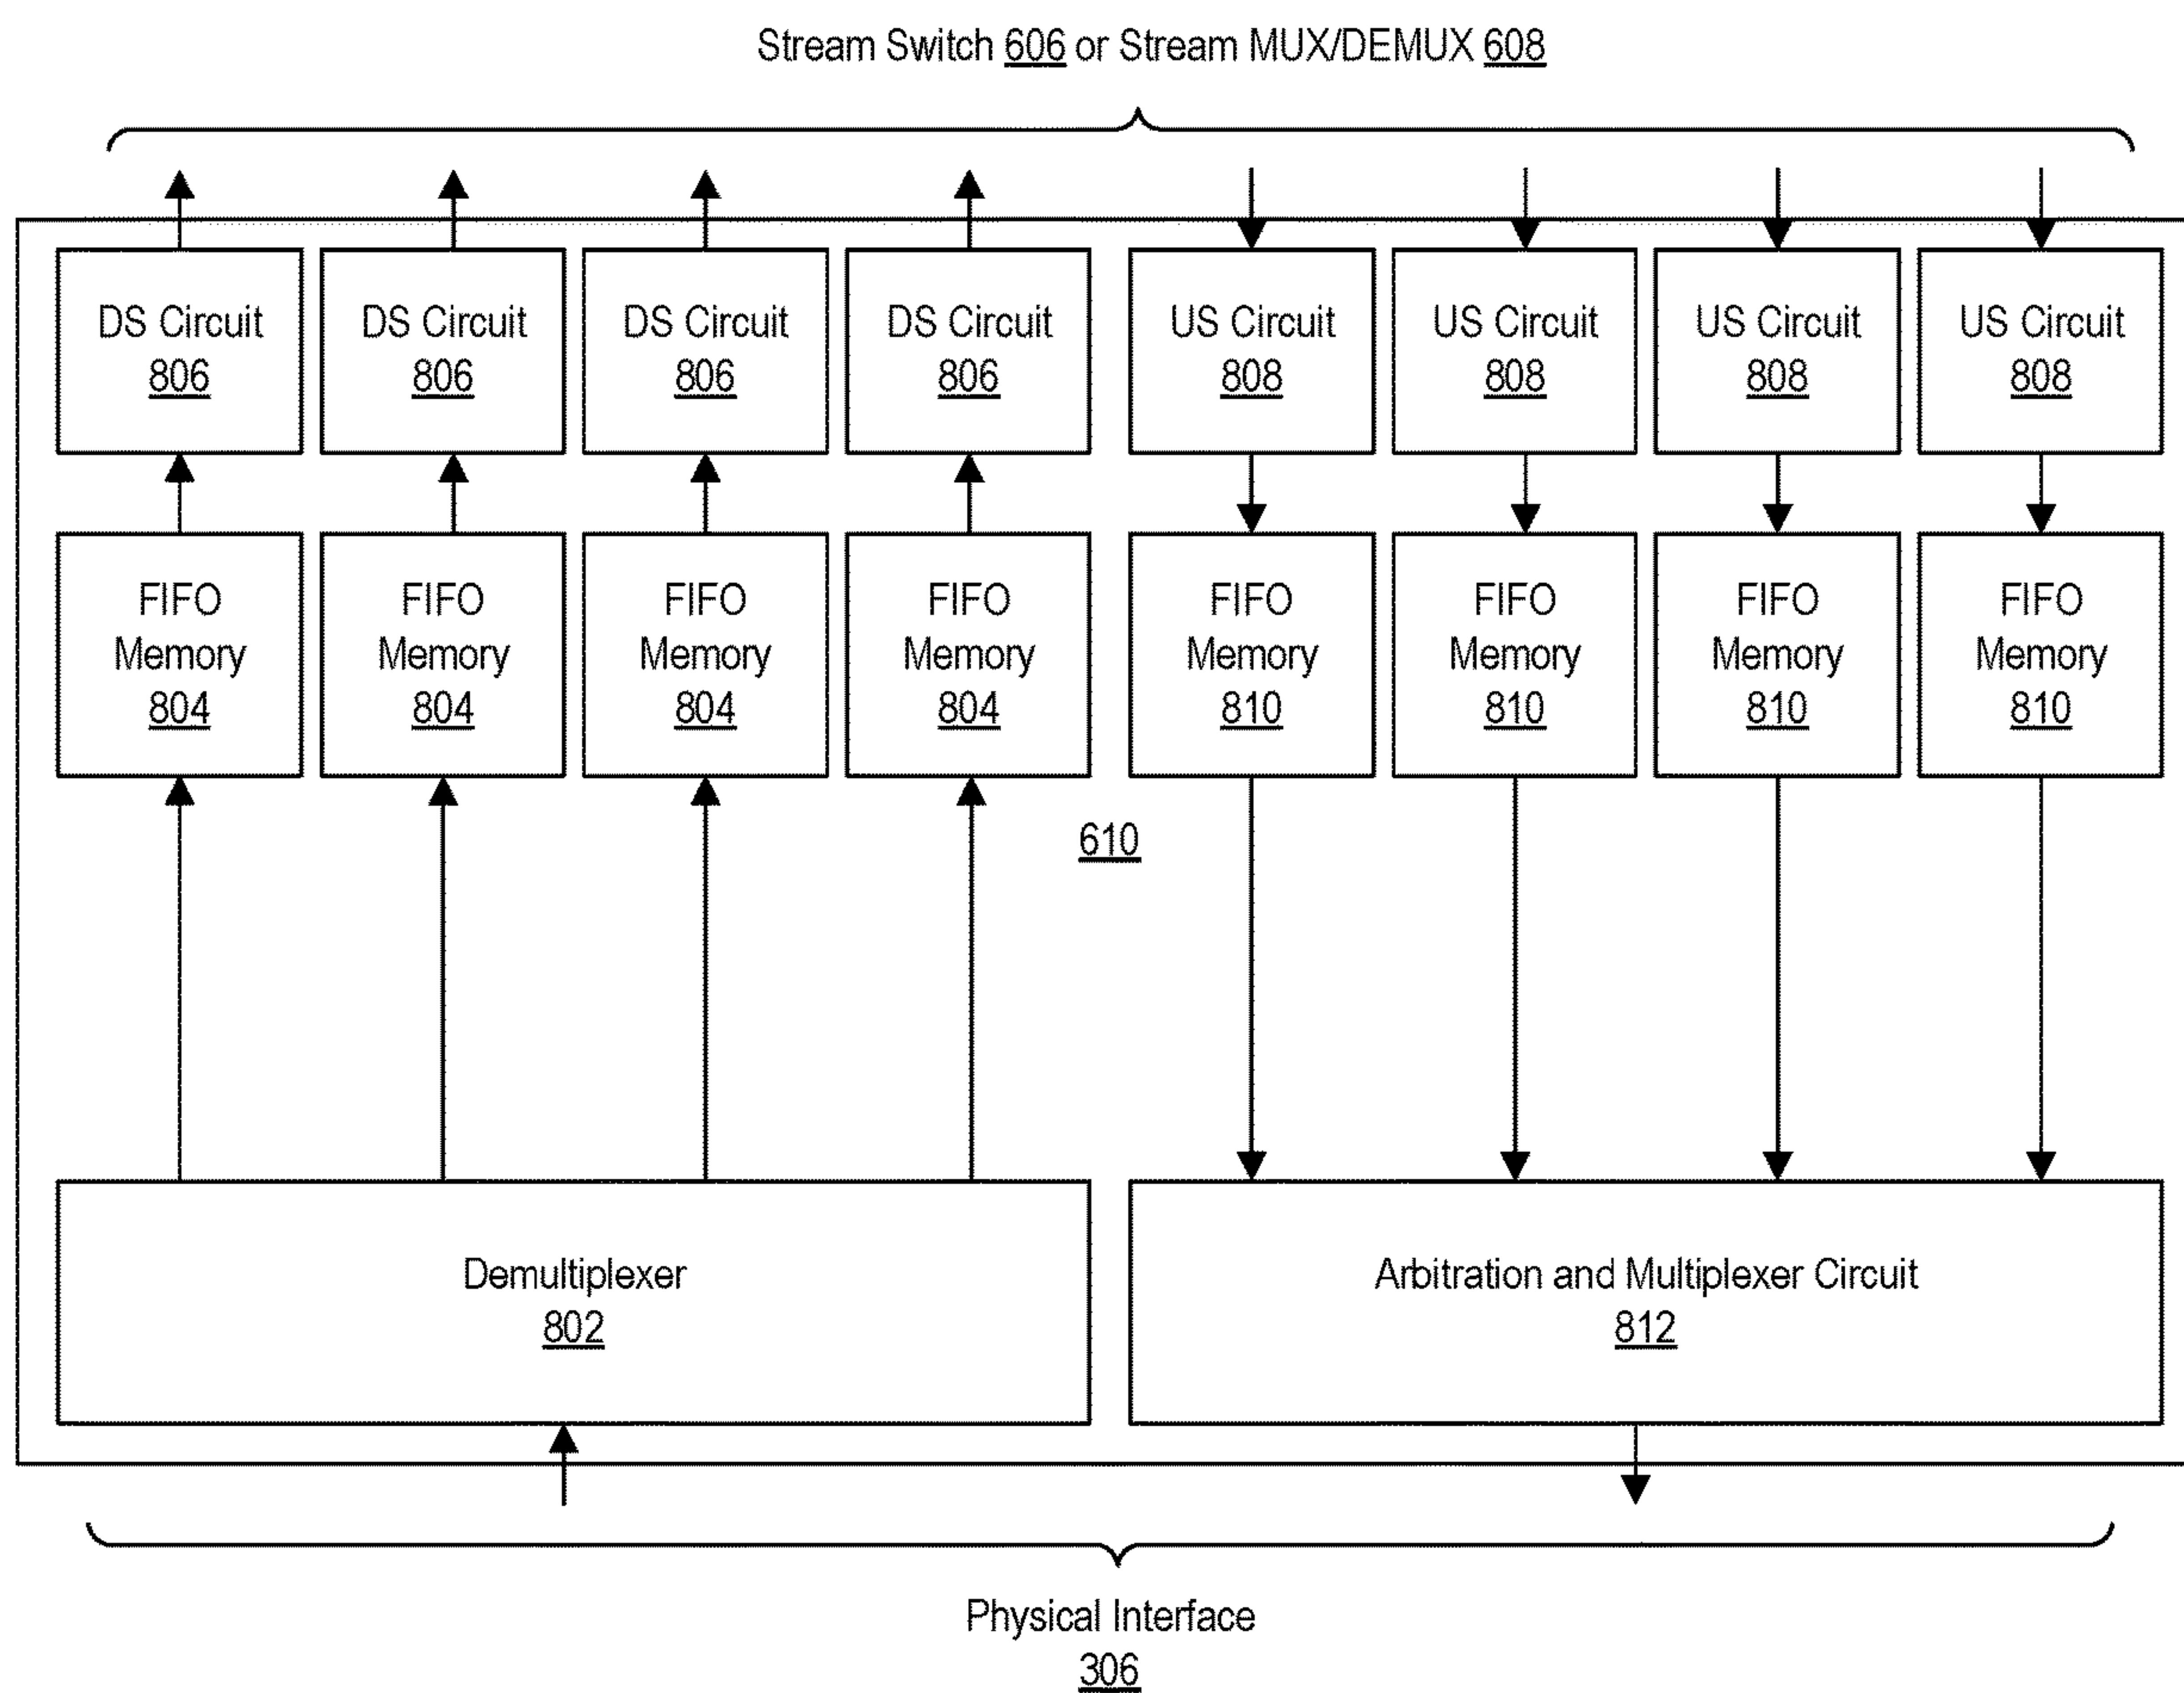 Stream Switch 606 or Stream MUX/DEMUX 608
DS Circuit
806
DS Circuit
806
DS Circuit
806
DS Circuit
806
US Circuit
808
US Circuit
808
US Circuit
808
US Circuit
808
FIFO
Memory
804
FIFO
Memory
804
FIFO
Memory
804
FIFO
Memory
804
FIFO
Memory
810
FIFO
Memory
810
FIFO
Memory
810
FIFO
Memory
810
610
Demultiplexer
802
Arbitration and Multiplexer Circuit
812
Physical Interface
306